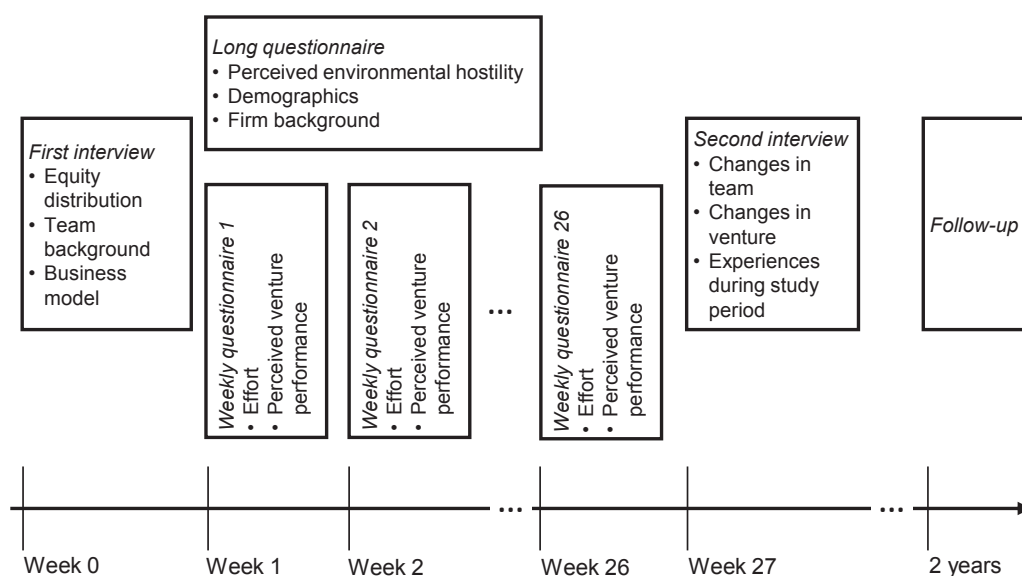 Long questionnaire
• Perceived environmental hostility
• Demographics
• Firm background
First interview
• Equity
distribution
• Team
background
• Business
model
Weekly questionnaire 1
• Effort
• Perceived venture
performance
Weekly questionnaire 2
• Effort
• Perceived venture
performance
...
Weekly questionnaire 26
• Effort
• Perceived venture
performance
Second interview
• Changes in
team
• Changes in
venture
• Experiences
during study
period
Follow-up
...
...
Week 0
Week 1
Week 2
Week 26
Week 27
2 years